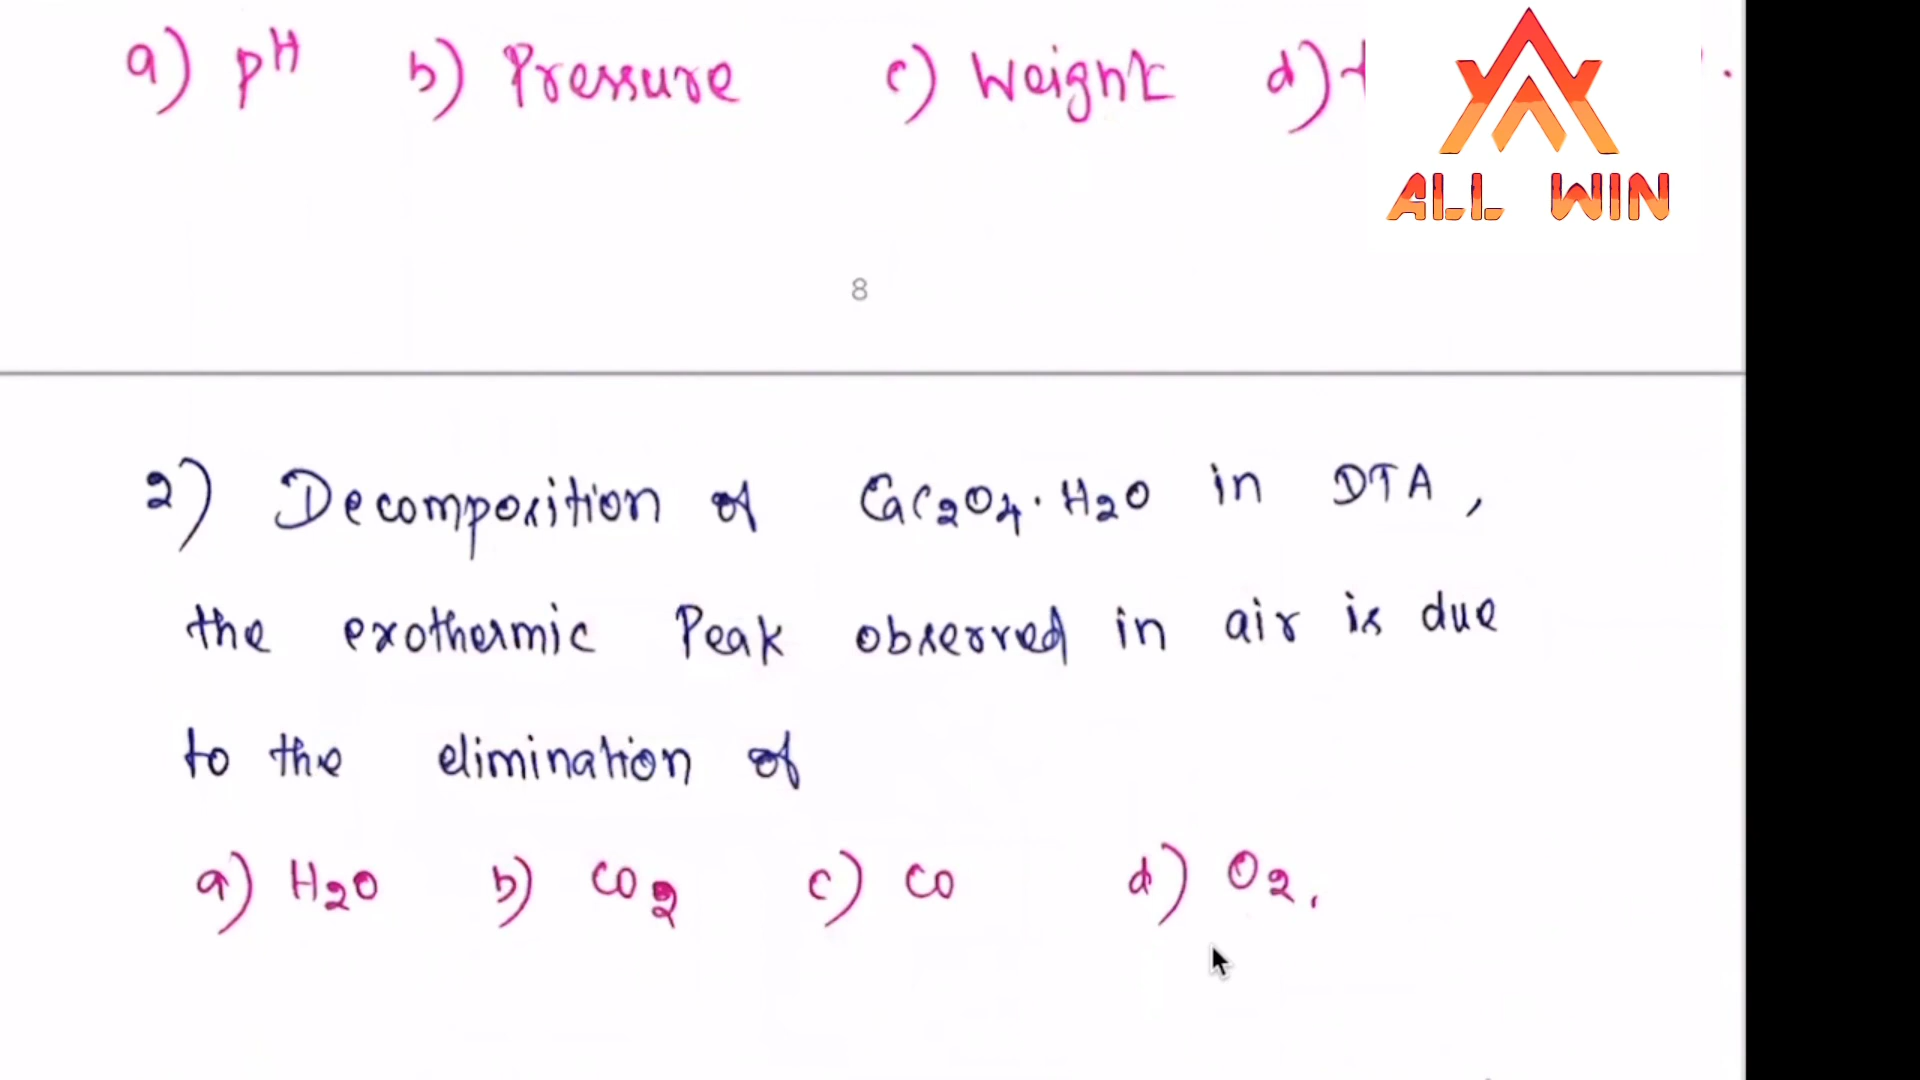 a) pH b) Pressure c) Weight d)
ALL WIN
8
2) Decomposition of CaC2O4.H2O in DTA,
the exothermic Peak observed in air is due
to the elimination of
a) H2O b) CO2 c) CO d) O2.